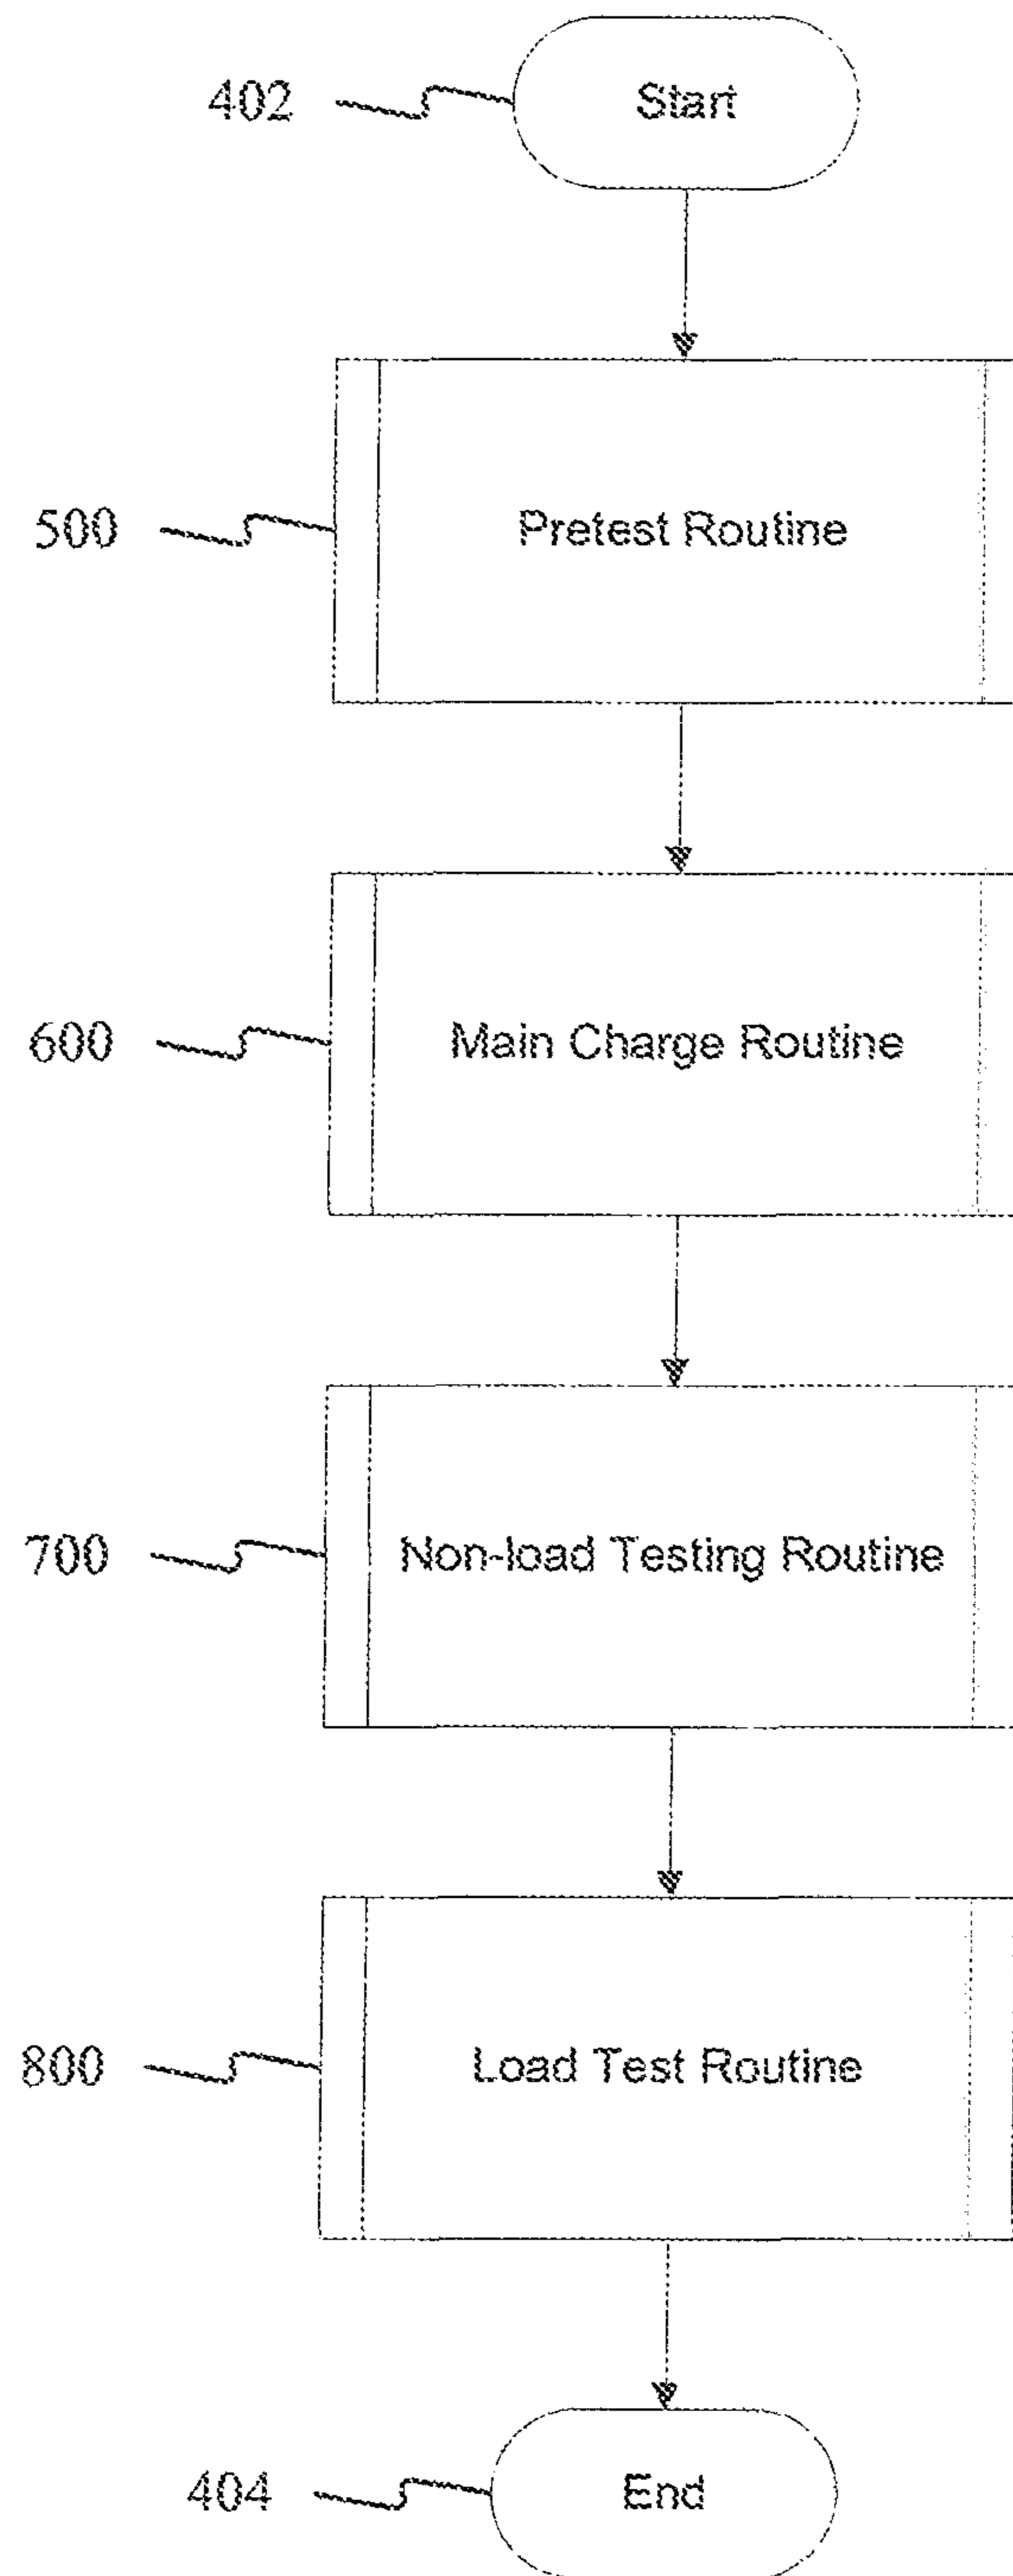 402 Start
500 Pretest Routine
600 Main Charge Routine
700 Non-load Testing Routine
800 Load Test Routine
404 End